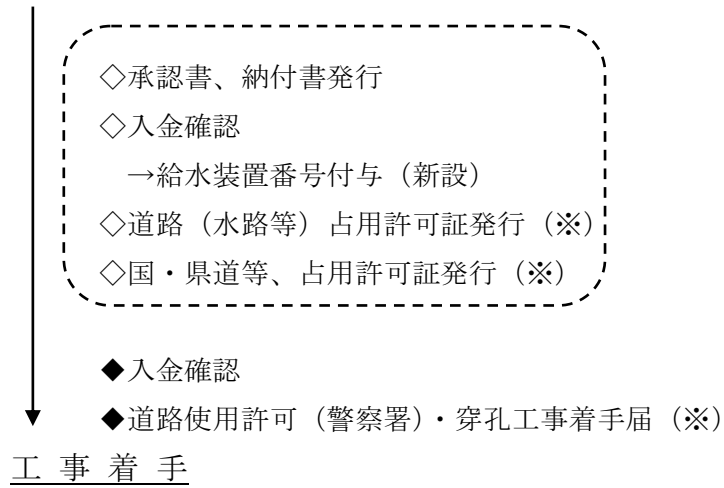 ◇承認書、納付書発行
◇入金確認
→給水装置番号付与（新設）
◇道路（水路等）占用許可証発行（※）
◇国・県道等、占用許可証発行（※）
◆入金確認
◆道路使用許可（警察署）・穿孔工事着手届（※）
工 事 着 手